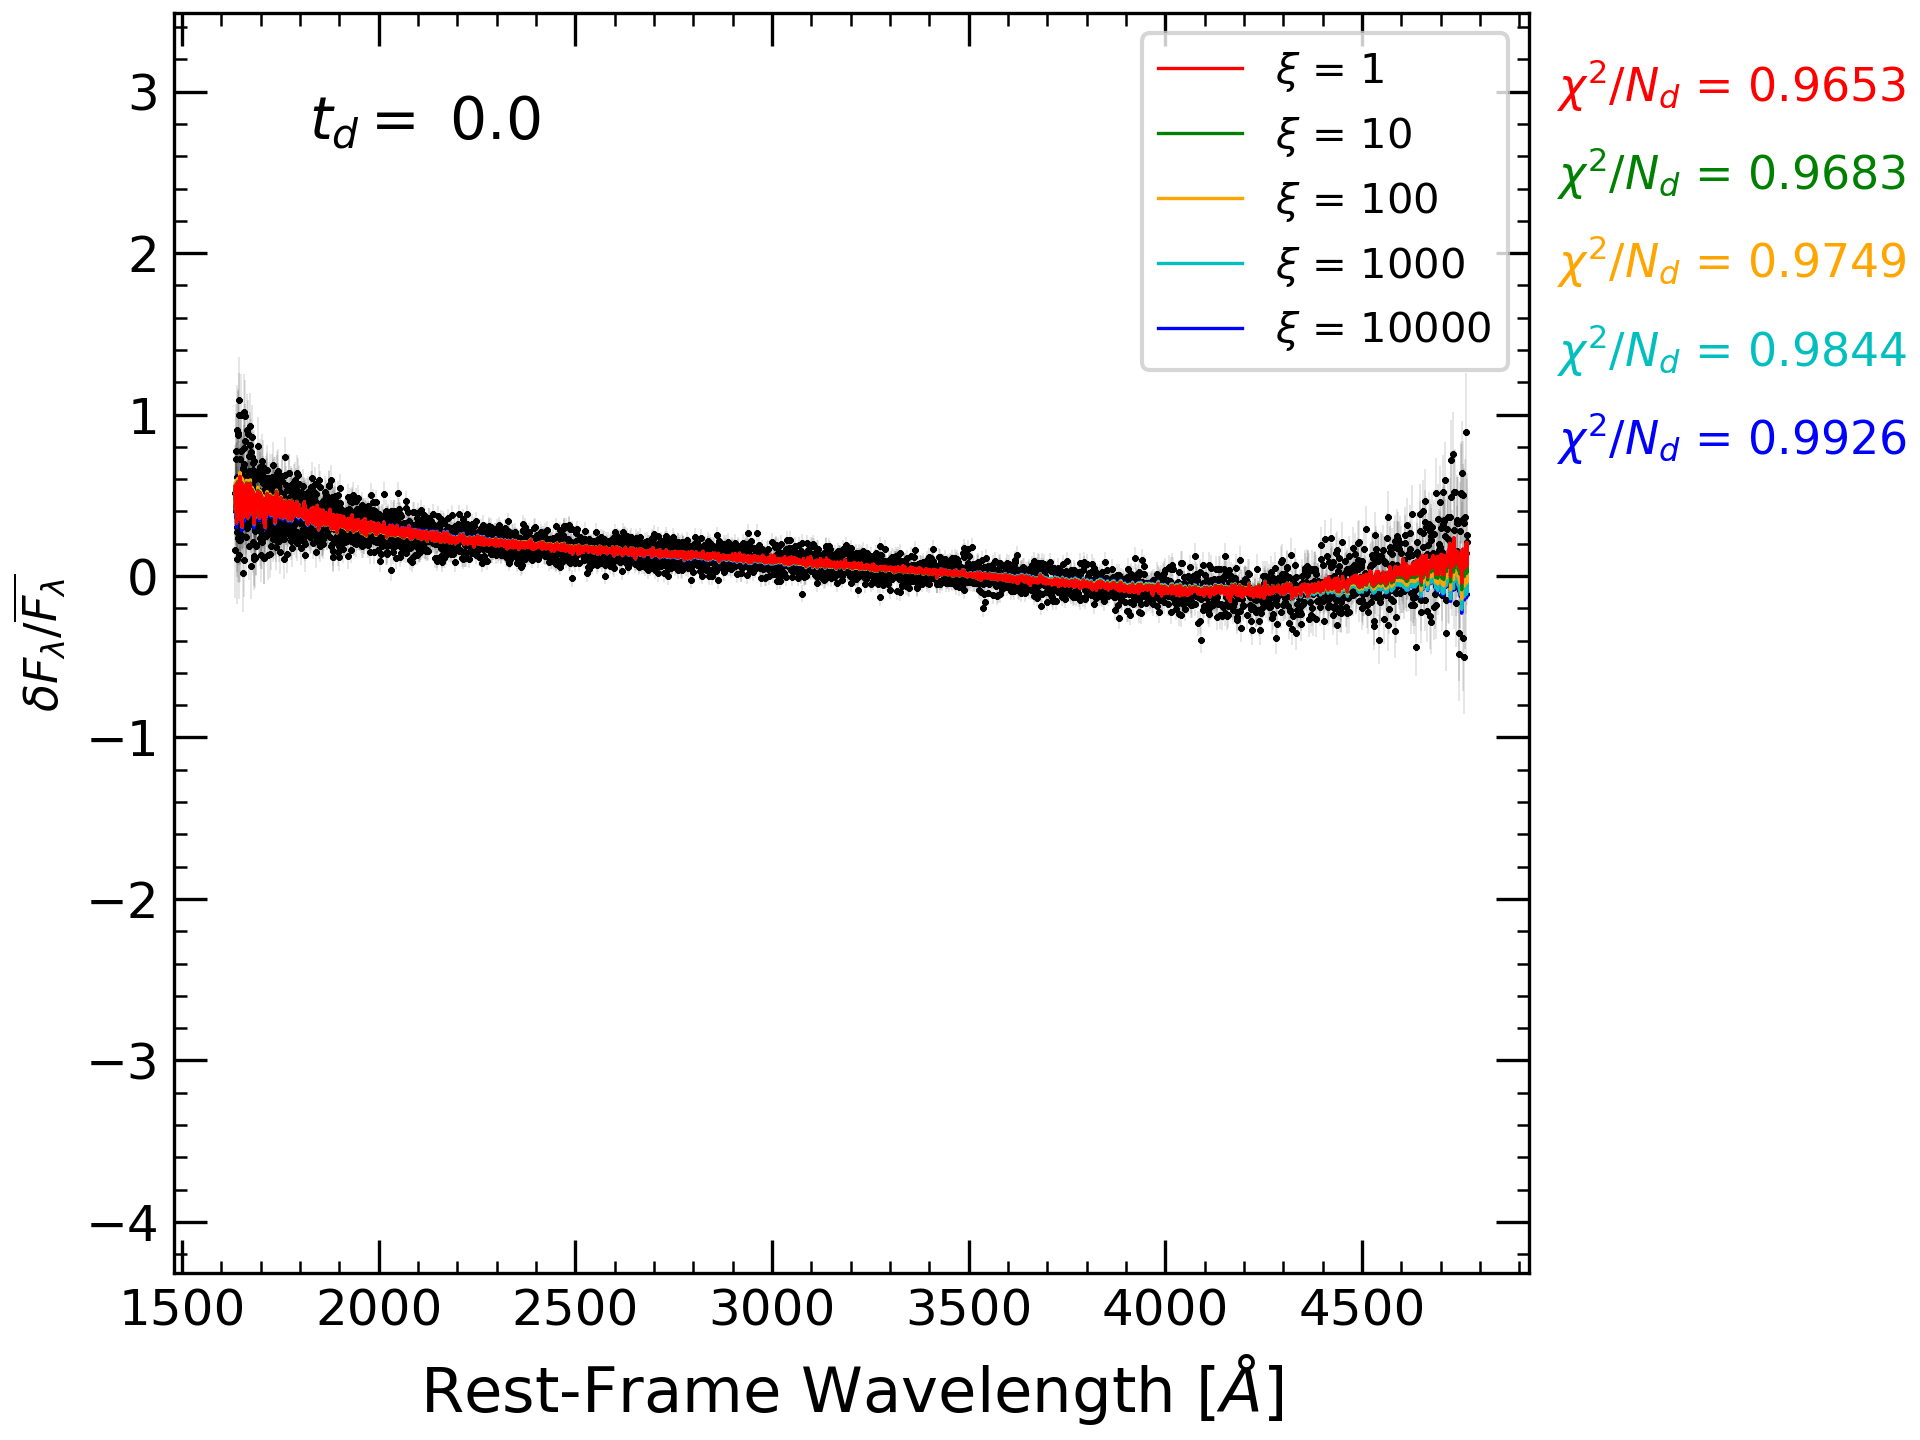 t_d = 0.0
ξ = 1
ξ = 10
ξ = 100
ξ = 1000
ξ = 10000
χ²/N_d = 0.9653
χ²/N_d = 0.9683
χ²/N_d = 0.9749
χ²/N_d = 0.9844
χ²/N_d = 0.9926
3
2
1
0
−1
−2
−3
−4
δF_λ/F̅_λ
1500 2000 2500 3000 3500 4000 4500
Rest-Frame Wavelength [Å]